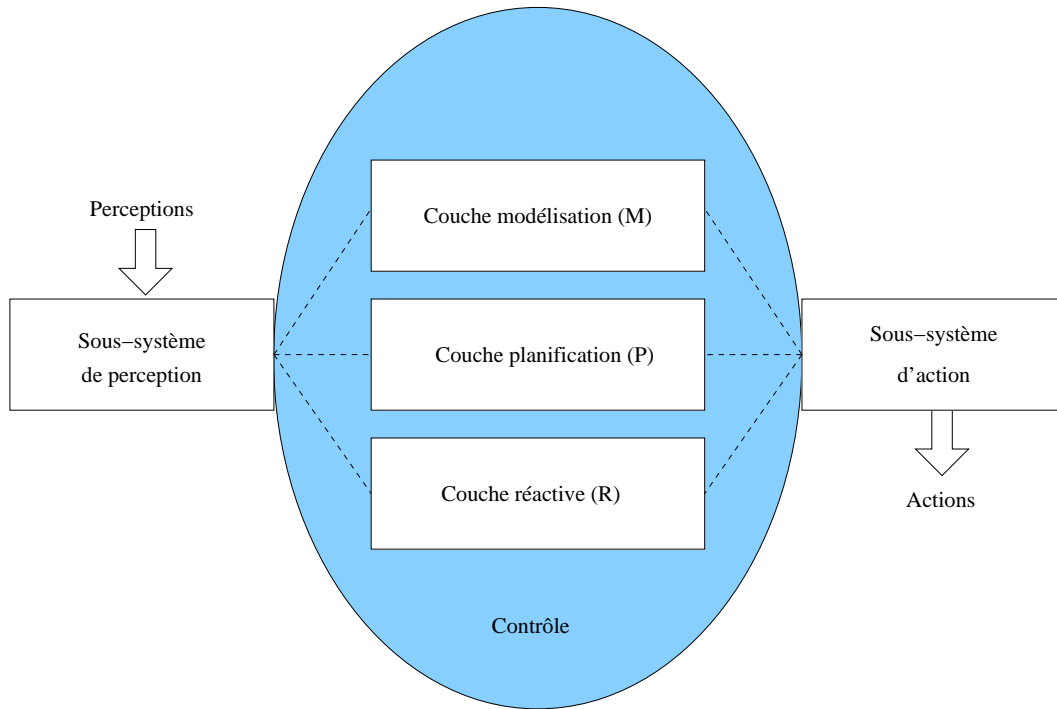 Perceptions
Sous−système
de perception
Couche modélisation (M)
Couche planification (P)
Couche réactive (R)
Contrôle
Sous−système
d'action
Actions